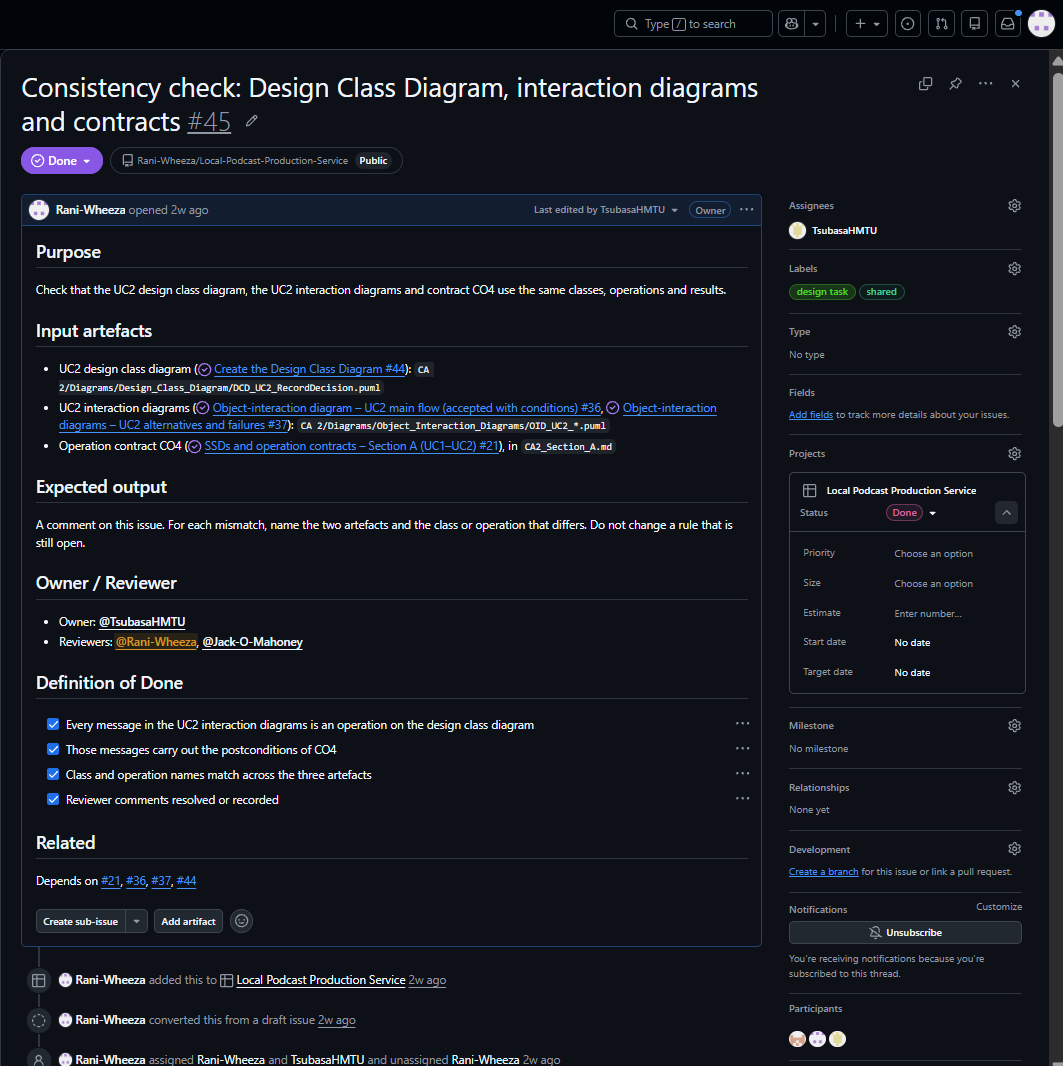 Type / to search
Consistency check: Design Class Diagram, interaction diagrams
and contracts #45
Done
Rani-Wheeza/Local-Podcast-Production-Service Public
Rani-Wheeza opened 2w ago
Last edited by TsubasaHMTU
Owner
Purpose
Check that the UC2 design class diagram, the UC2 interaction diagrams and contract CO4 use the same classes, operations and results.
Input artefacts
UC2 design class diagram (Create the Design Class Diagram #44): CA
2/Diagrams/Design_Class_Diagram/DCD_UC2_RecordDecision.puml
UC2 interaction diagrams (Object-interaction diagram – UC2 main flow (accepted with conditions) #36, Object-interaction
diagrams – UC2 alternatives and failures #37): CA 2/Diagrams/Object_Interaction_Diagrams/OID_UC2_*.puml
Operation contract CO4 (SSDs and operation contracts – Section A (UC1–UC2) #21), in CA2_Section_A.md
Expected output
A comment on this issue. For each mismatch, name the two artefacts and the class or operation that differs. Do not change a rule that is
still open.
Owner / Reviewer
Owner: @TsubasaHMTU
Reviewers: @Rani-Wheeza, @Jack-O-Mahoney
Definition of Done
Every message in the UC2 interaction diagrams is an operation on the design class diagram
Those messages carry out the postconditions of CO4
Class and operation names match across the three artefacts
Reviewer comments resolved or recorded
Related
Depends on #21, #36, #37, #44
Create sub-issue
Add artifact
Rani-Wheeza added this to Local Podcast Production Service 2w ago
Rani-Wheeza converted this from a draft issue 2w ago
Rani-Wheeza assigned Rani-Wheeza and TsubasaHMTU and unassigned Rani-Wheeza 2w ago
Assignees
TsubasaHMTU
Labels
design task
shared
Type
No type
Fields
Add fields to track more details about your issues.
Projects
Local Podcast Production Service
Status
Done
Priority
Choose an option
Size
Choose an option
Estimate
Enter number...
Start date
No date
Target date
No date
Milestone
No milestone
Relationships
None yet
Development
Create a branch for this issue or link a pull request.
Notifications
Customize
Unsubscribe
You're receiving notifications because you're
subscribed to this thread.
Participants